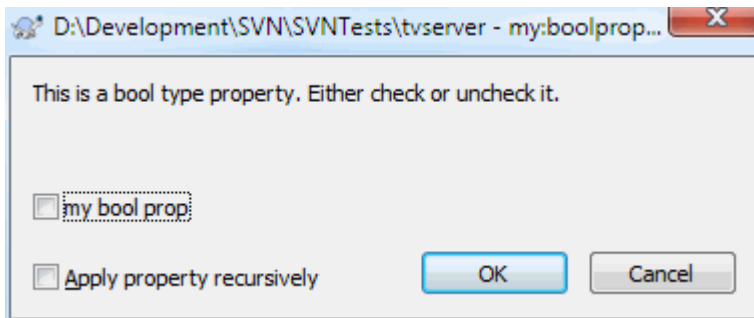 D:\Development\SVN\SVNTests\tvserver - my:boolprop...
This is a bool type property. Either check or uncheck it.
my bool prop
Apply property recursively
OK
Cancel